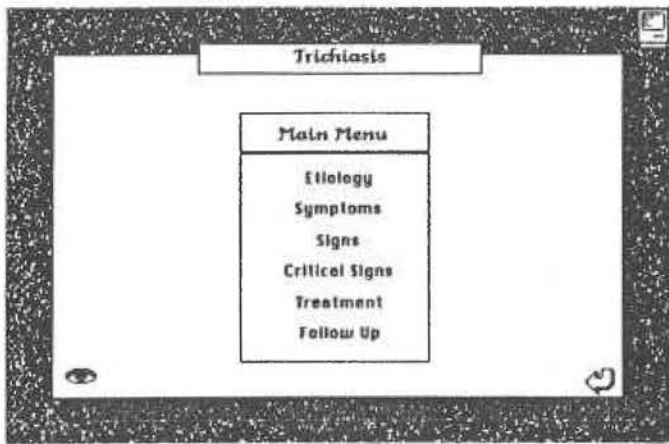 Trichiasis
Main Menu
Etiology
Symptoms
Signs
Critical Signs
Treatment
Follow Up